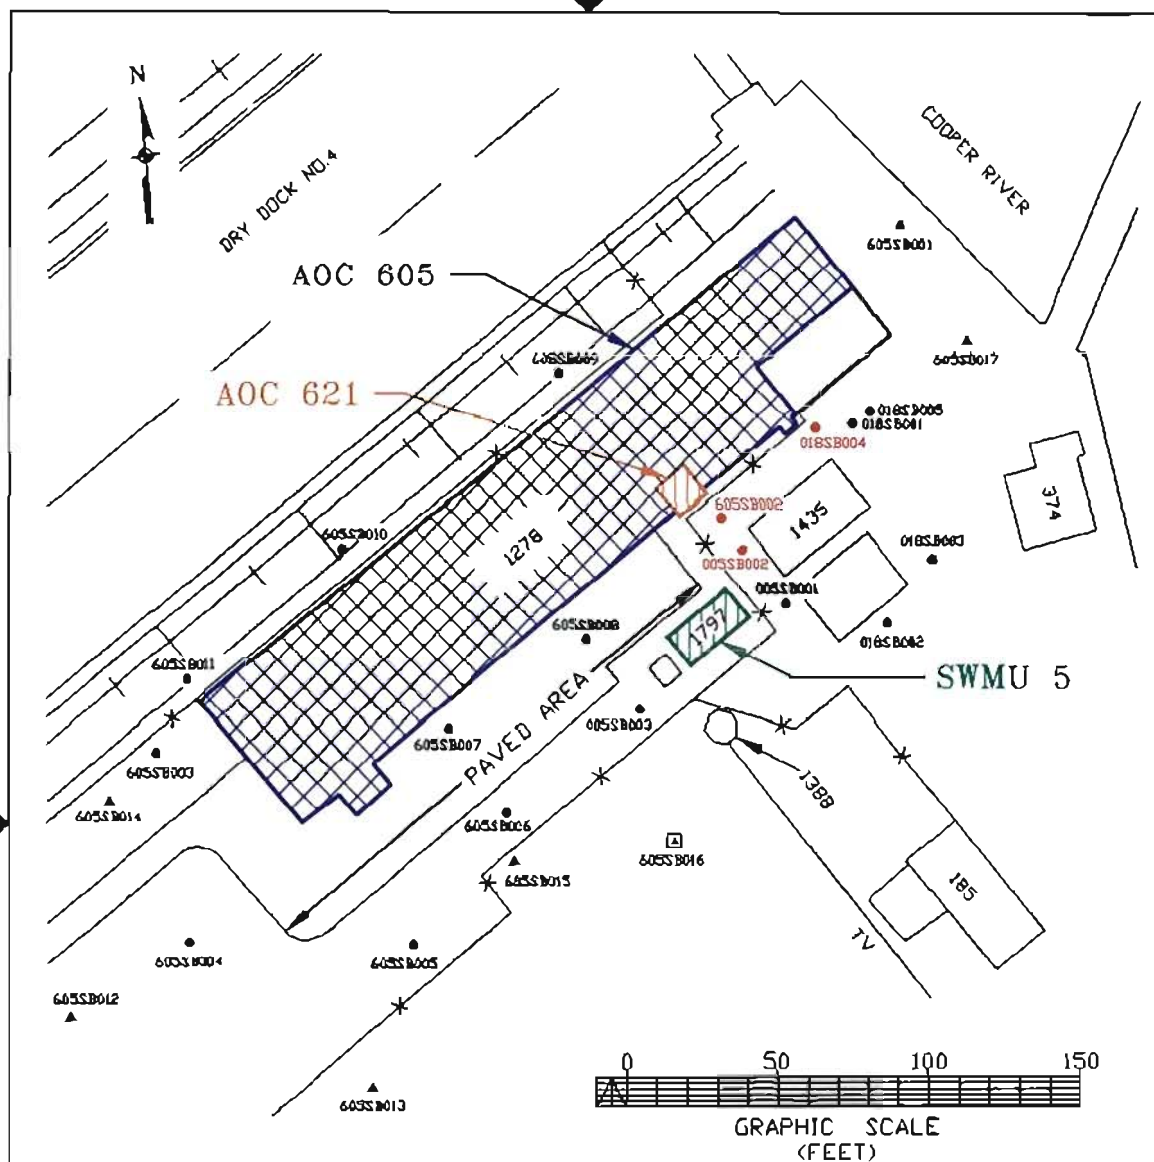 N
DRY DOCK NO.4
COOPER RIVER
605SB001
AOC 605
605SB017
605SB009
AOC 621
018SB005
018SB001
018SB004
374
605SB002
1435
1278
605SB010
018SB003
005SB002
005SB001
1797
605SB008
018SB002
605SB011
SWMU 5
PAVED AREA
005SB003
605SB007
605SB003
1388
605SB014
605SB006
605SB016
605SB015
185
TV
605SB004
605SB005
605SB012
605SB013
0 50 100 150
GRAPHIC SCALE
(FEET)